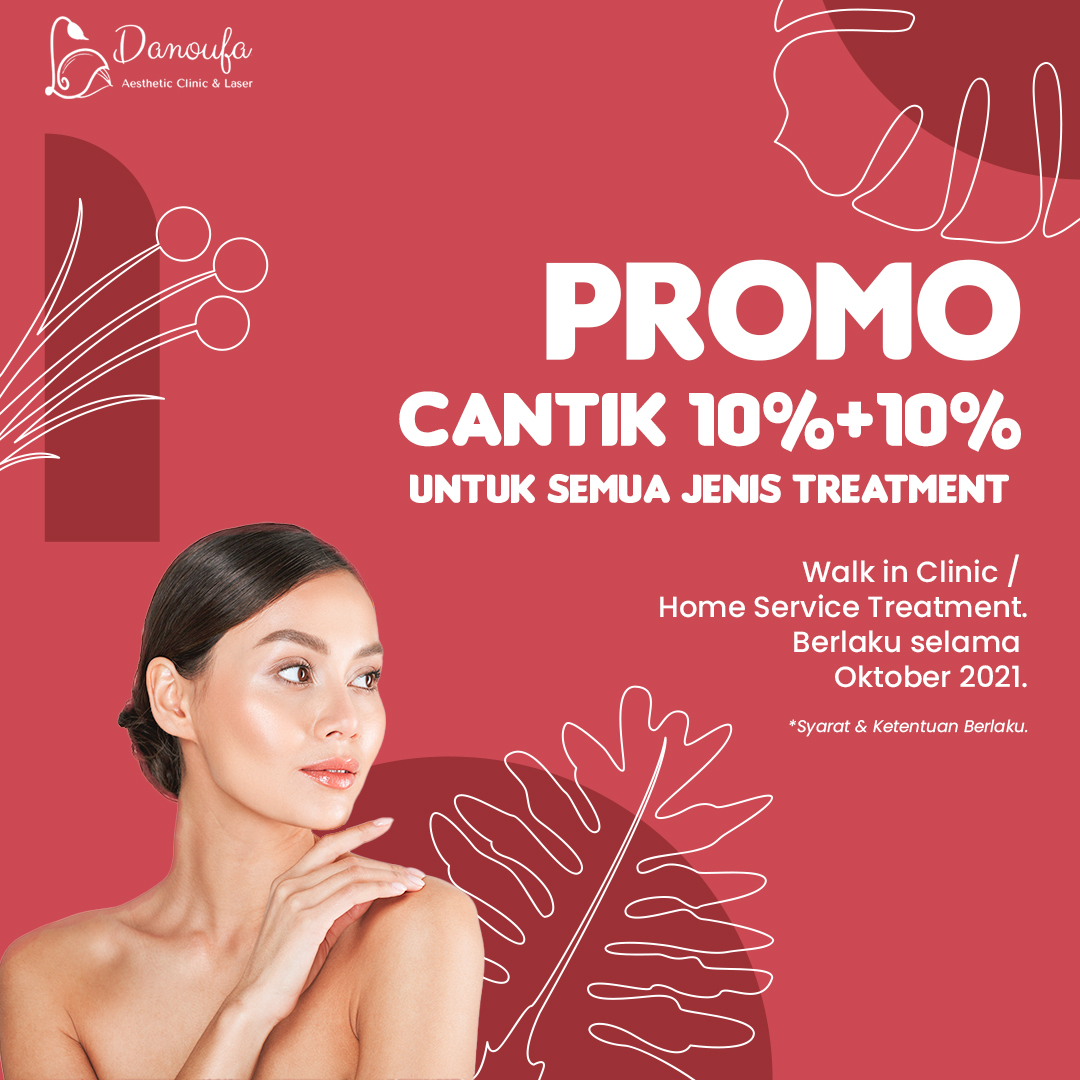 Danoufa
Aesthetic Clinic & Laser
PROMO
CANTIK 10%+10%
UNTUK SEMUA JENIS TREATMENT
Walk in Clinic /
Home Service Treatment.
Berlaku selama
Oktober 2021.
*Syarat & Ketentuan Berlaku.